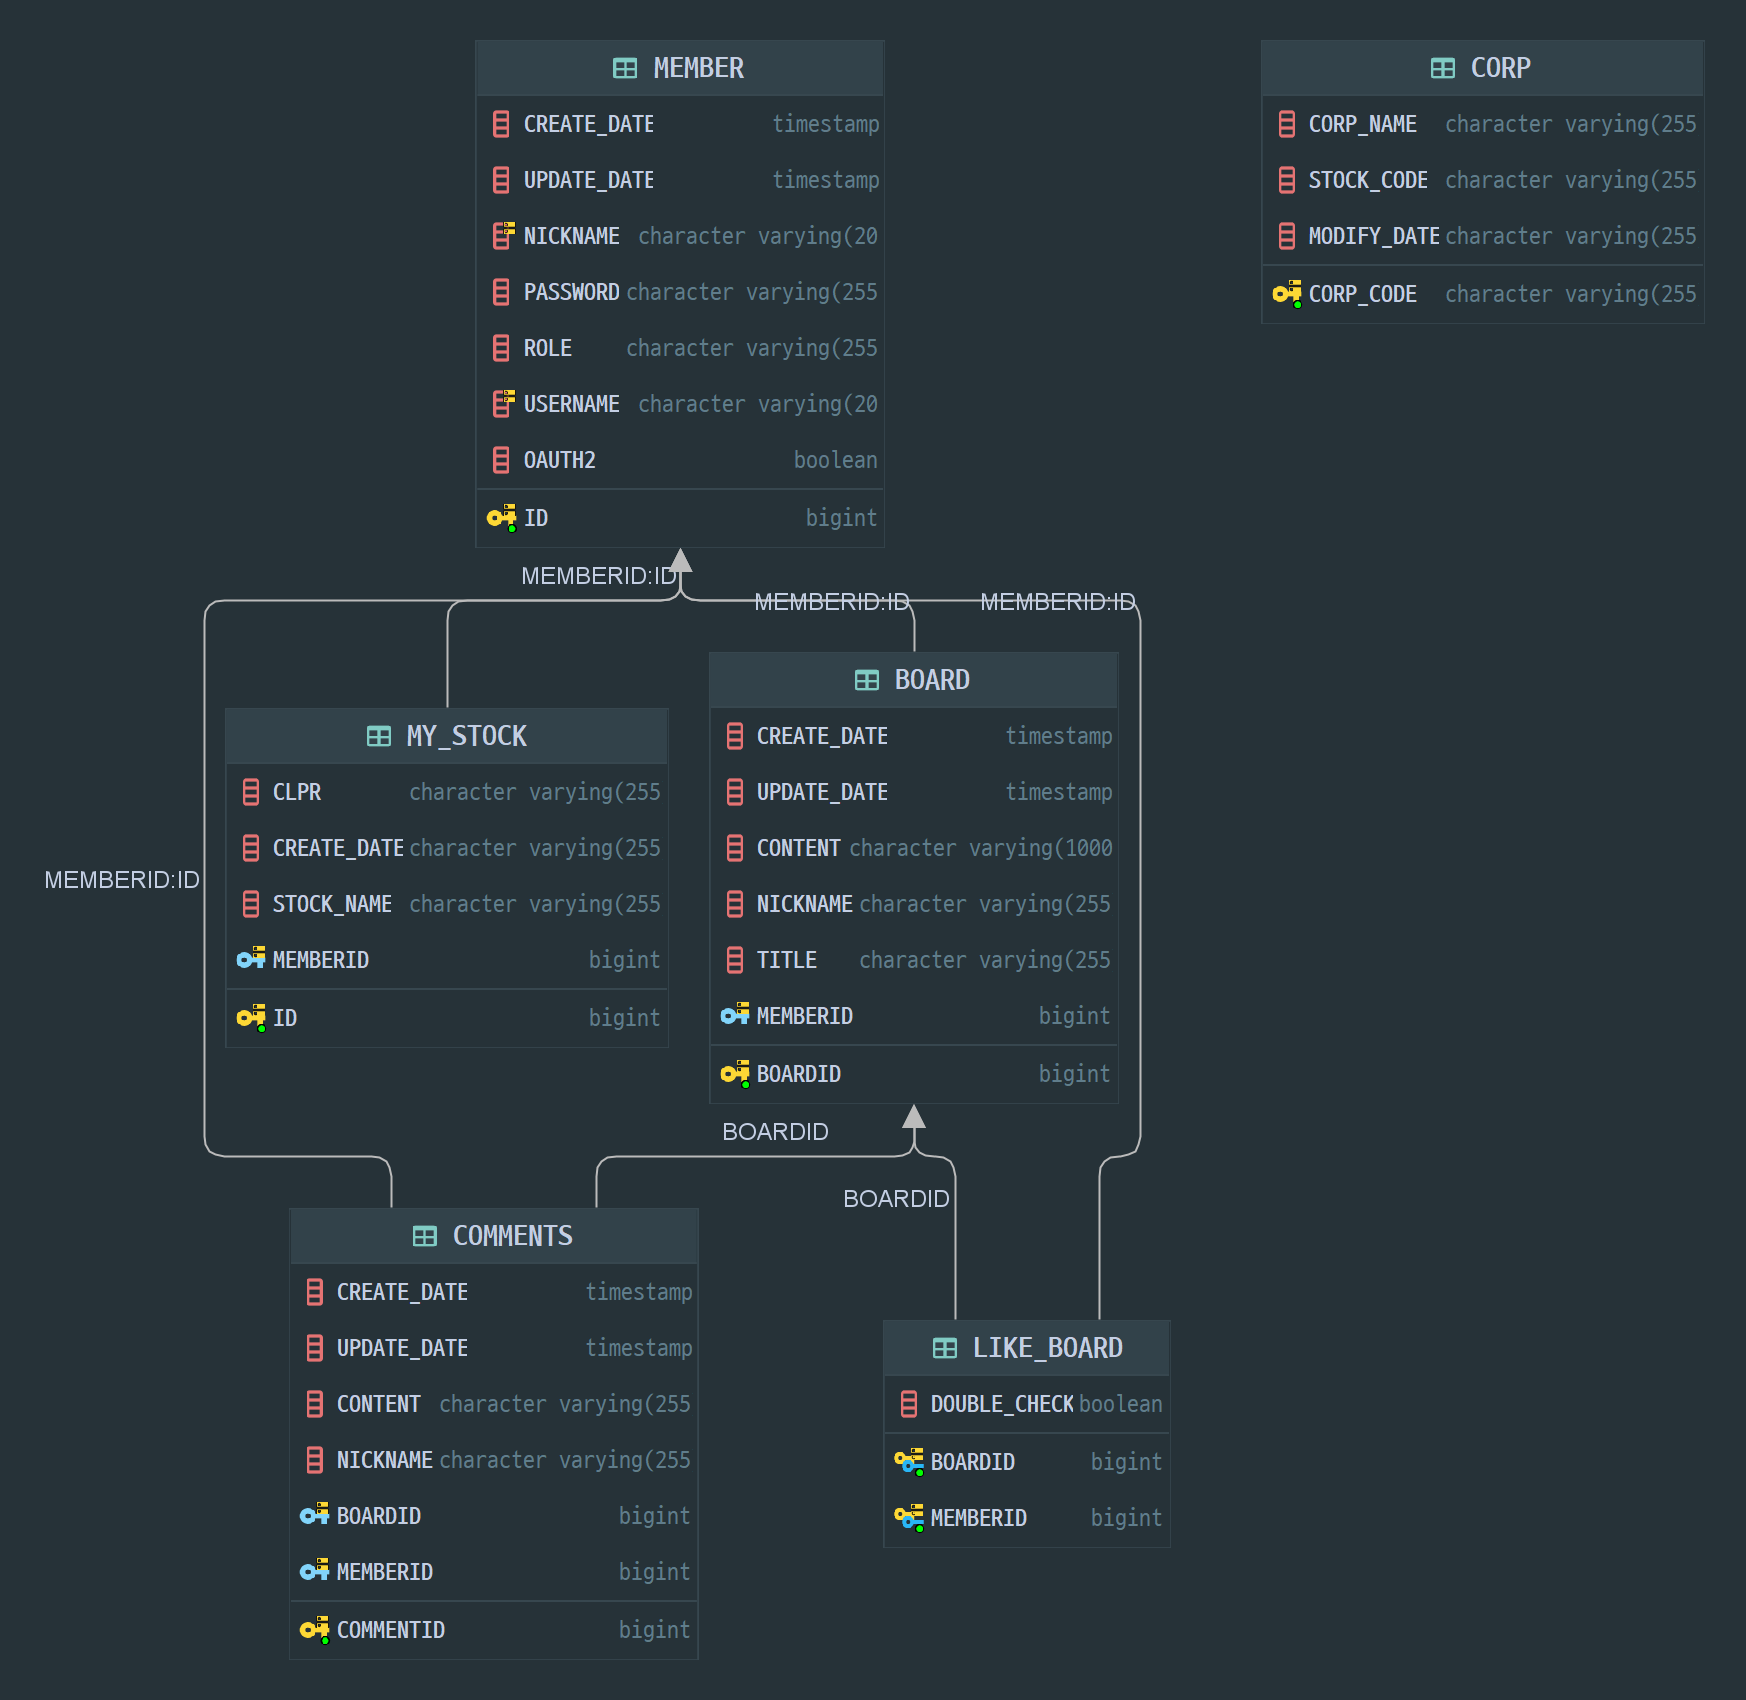 MEMBER
CREATE_DATE timestamp
UPDATE_DATE timestamp
NICKNAME character varying(20
PASSWORD character varying(255
ROLE character varying(255
USERNAME character varying(20
OAUTH2 boolean
ID bigint
CORP
CORP_NAME character varying(255
STOCK_CODE character varying(255
MODIFY_DATE character varying(255
CORP_CODE character varying(255
MEMBERID:ID
MEMBERID:ID
MEMBERID:ID
MEMBERID:ID
MY_STOCK
CLPR character varying(255
CREATE_DATE character varying(255
STOCK_NAME character varying(255
MEMBERID bigint
ID bigint
BOARD
CREATE_DATE timestamp
UPDATE_DATE timestamp
CONTENT character varying(1000
NICKNAME character varying(255
TITLE character varying(255
MEMBERID bigint
BOARDID bigint
BOARDID
BOARDID
COMMENTS
CREATE_DATE timestamp
UPDATE_DATE timestamp
CONTENT character varying(255
NICKNAME character varying(255
BOARDID bigint
MEMBERID bigint
COMMENTID bigint
LIKE_BOARD
DOUBLE_CHECK boolean
BOARDID bigint
MEMBERID bigint